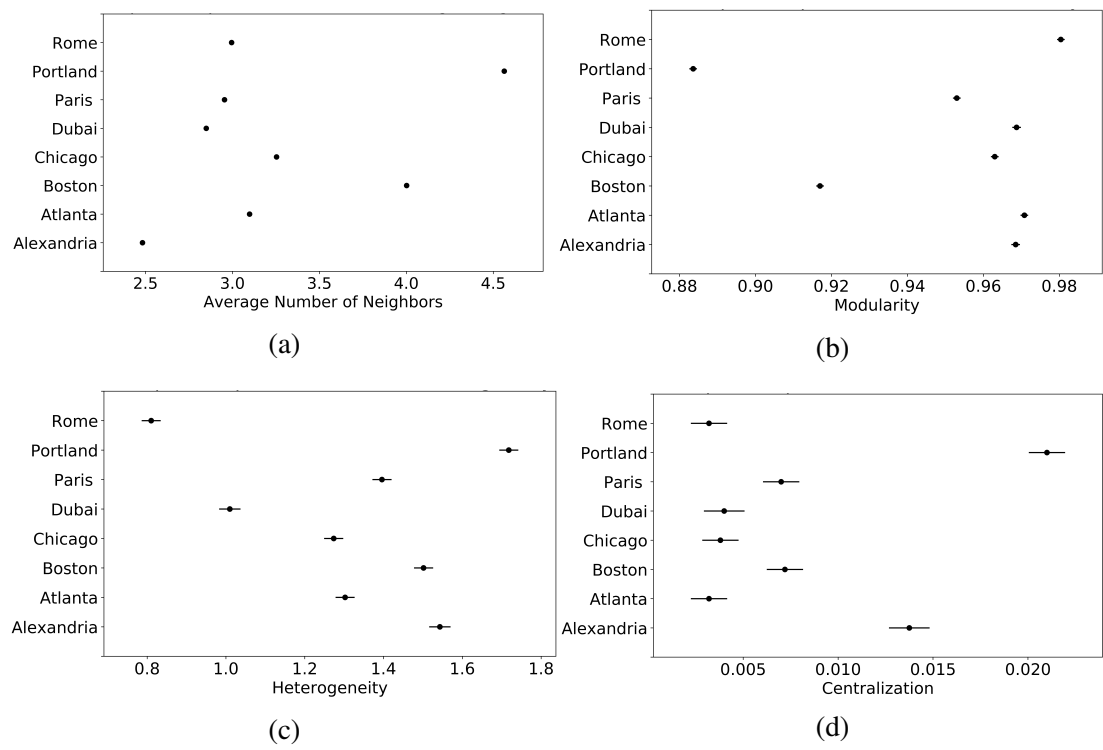 Rome
Portland
Paris
Dubai
Chicago
Boston
Atlanta
Alexandria
2.5 3.0 3.5 4.0 4.5
Average Number of Neighbors
(a)
Rome
Portland
Paris
Dubai
Chicago
Boston
Atlanta
Alexandria
0.88 0.90 0.92 0.94 0.96 0.98
Modularity
(b)
Rome
Portland
Paris
Dubai
Chicago
Boston
Atlanta
Alexandria
0.8 1.0 1.2 1.4 1.6 1.8
Heterogeneity
(c)
Rome
Portland
Paris
Dubai
Chicago
Boston
Atlanta
Alexandria
0.005 0.010 0.015 0.020
Centralization
(d)